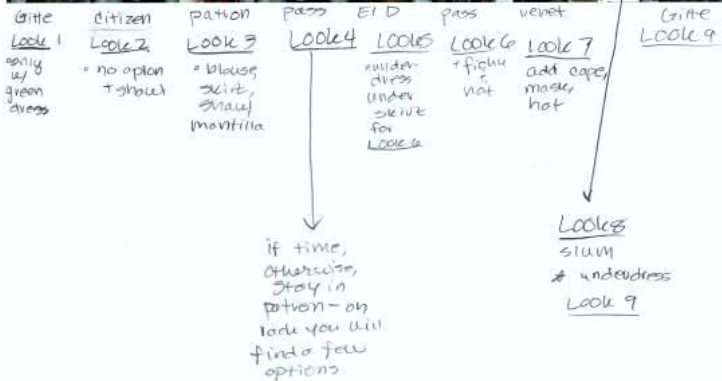 Gitte
Look 1
only
w/
green
dress
citizen
Look 2
• no apron
+ shawl
patron
Look 3
• blouse,
skirt,
shawl
mantilla
pass
Look 4
if time,
otherwise,
stay in
patron - on
rack you will
find a few
options
EID
Look 5
• under
dress
under
skirt
for
Look 6
pass
Look 6
+ fichu
&
hat
venet
Look 7
add cape,
mask,
hat
Look 8
slum
* underdress
Look 9
Gitte
Look 9